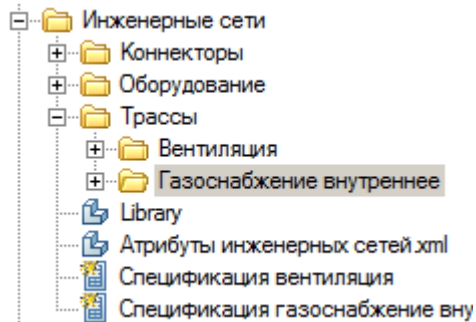 Инженерные сети
Коннекторы
Оборудование
Трассы
Вентиляция
Газоснабжение внутреннее
Library
Атрибуты инженерных сетей.xml
Спецификация вентиляция
Спецификация газоснабжение вну